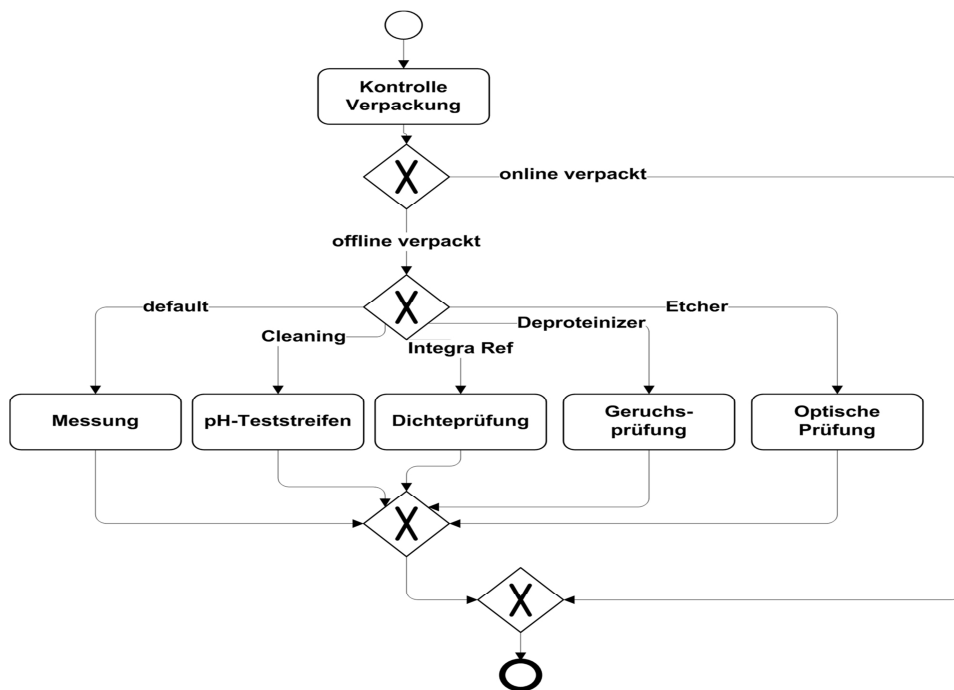 Kontrolle
Verpackung
X
online verpackt
offline verpackt
X
default
Etcher
Deproteinizer
Cleaning
Integra Ref
Messung
pH-Teststreifen
Dichteprüfung
Geruchs-
prüfung
Optische
Prüfung
X
X